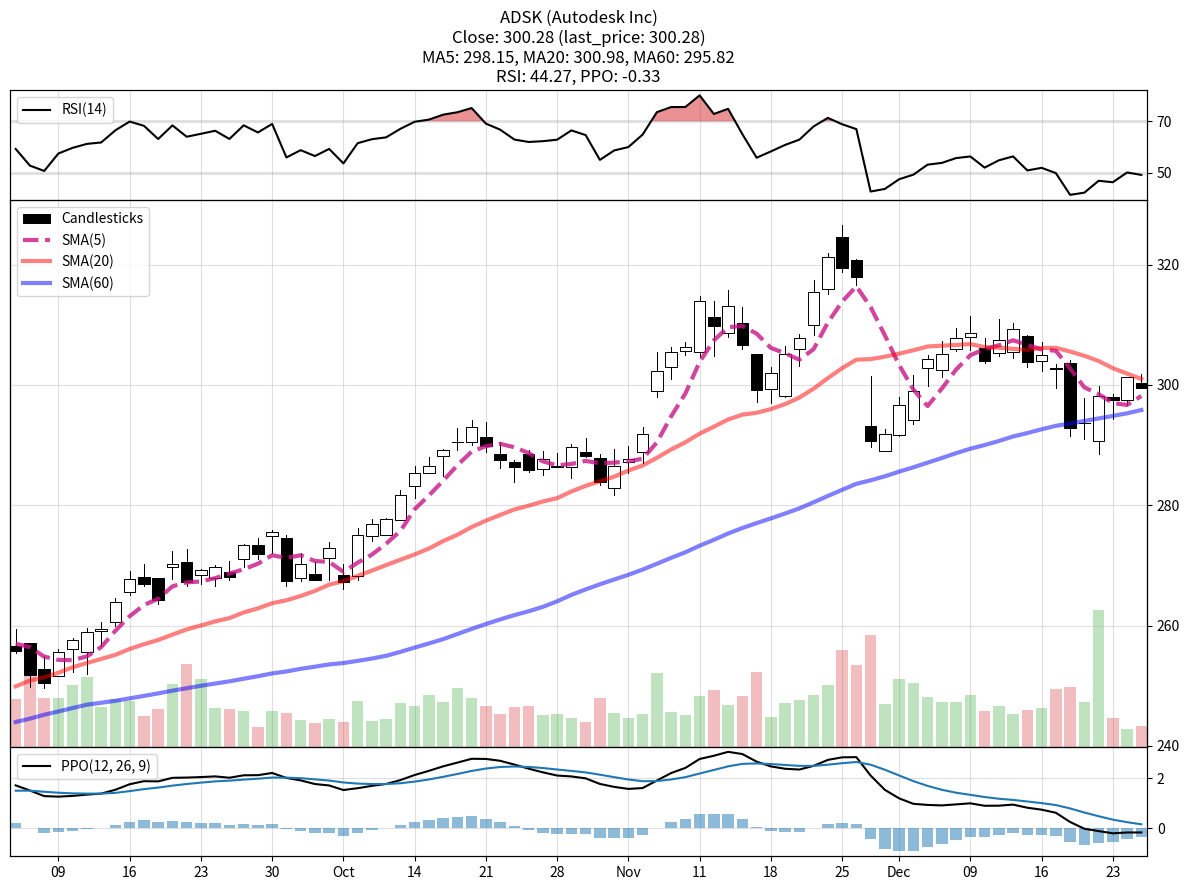 ADSK (Autodesk Inc)
Close: 300.28 (last_price: 300.28)
MA5: 298.15, MA20: 300.98, MA60: 295.82
RSI: 44.27, PPO: -0.33
RSI(14)
70
50
Candlesticks
SMA(5)
SMA(20)
SMA(60)
320
300
280
260
240
PPO(12, 26, 9)
2
0
09 16 23 30 Oct 14 21 28 Nov 11 18 25 Dec 09 16 23